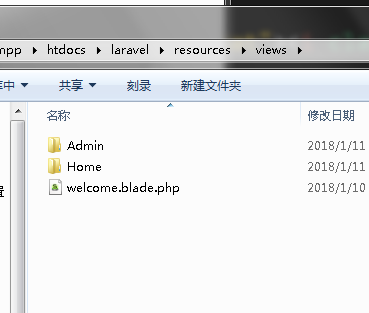 mpp ▸ htdocs ▸ laravel ▸ resources ▸ views ▸
库中 共享 刻录 新建文件夹
名称 修改日期
Admin 2018/1/11
Home 2018/1/11
welcome.blade.php 2018/1/10